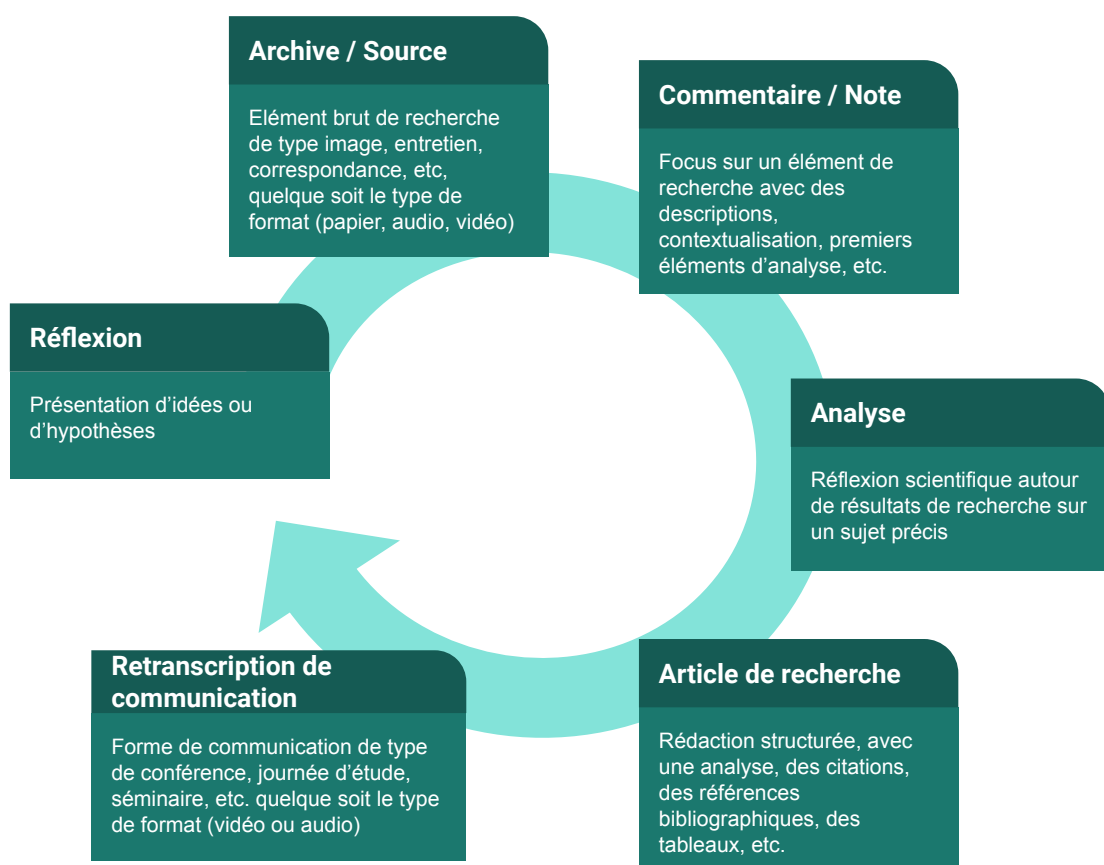 Archive / Source
Elément brut de recherche
de type image, entretien,
correspondance, etc,
quelque soit le type de
format (papier, audio, vidéo)
Commentaire / Note
Focus sur un élément de
recherche avec des
descriptions,
contextualisation, premiers
éléments d’analyse, etc.
Analyse
Réflexion scientifique autour
de résultats de recherche sur
un sujet précis
Article de recherche
Rédaction structurée, avec
une analyse, des citations,
des références
bibliographiques, des
tableaux, etc.
Retranscription de
communication
Forme de communication de type
de conférence, journée d’étude,
séminaire, etc. quelque soit le type
de format (vidéo ou audio)
Réflexion
Présentation d’idées ou
d’hypothèses